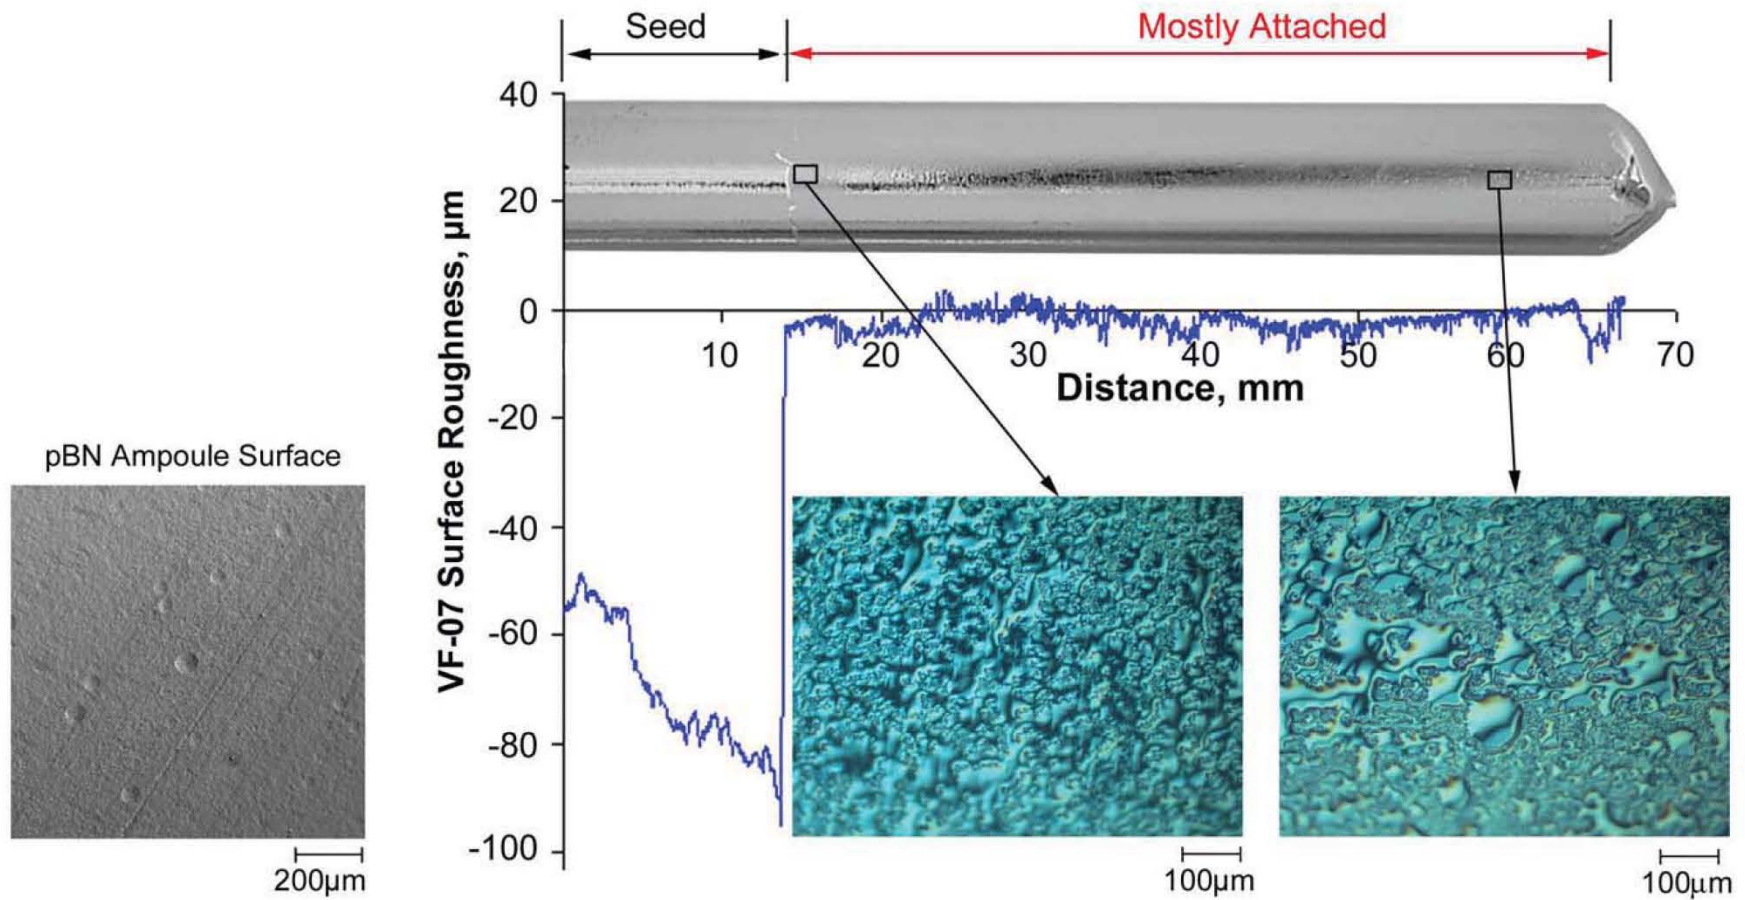 Seed
Mostly Attached
40
20
0
-20
-40
-60
-80
-100
VF-07 Surface Roughness, µm
10 20 30 40 50 60 70
Distance, mm
pBN Ampoule Surface
200µm
100µm
100µm